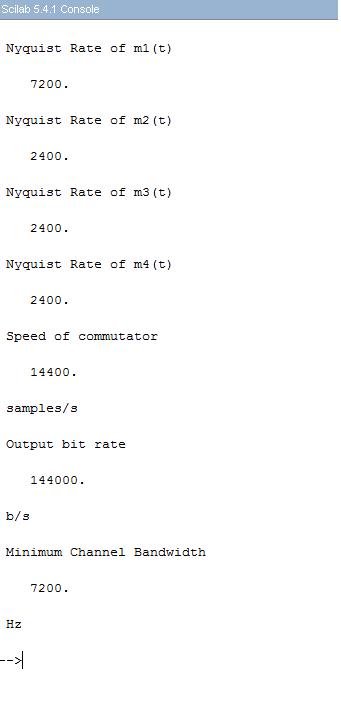 Scilab 5.4.1 Console
Nyquist Rate of m1(t)
7200.
Nyquist Rate of m2(t)
2400.
Nyquist Rate of m3(t)
2400.
Nyquist Rate of m4(t)
2400.
Speed of commutator
14400.
samples/s
Output bit rate
144000.
b/s
Minimum Channel Bandwidth
7200.
Hz
-->